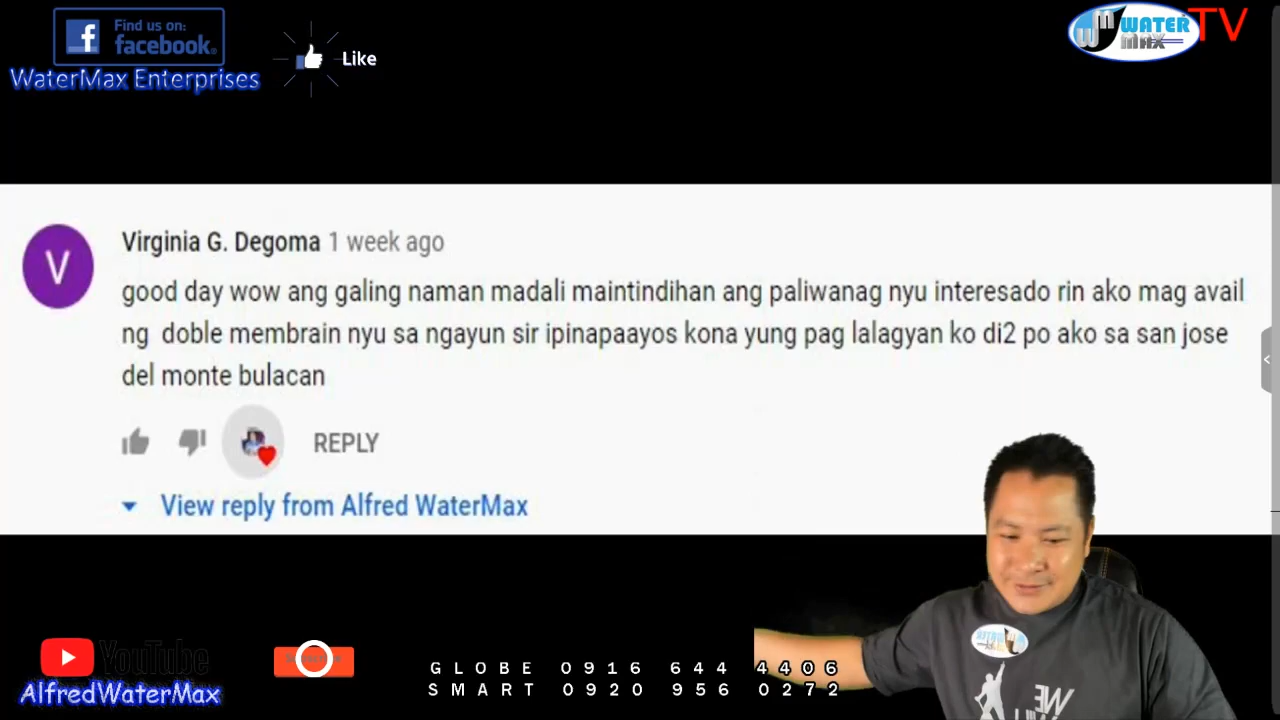 Find us on:
facebook
WaterMax Enterprises
Like
WATER
MAX
TV
Virginia G. Degoma 1 week ago
good day wow ang galing naman madali maintindihan ang paliwanag nyu interesado rin ako mag avail
ng doble membrain nyu sa ngayun sir ipinapaayos kona yung pag lalagyan ko di2 po ako sa san jose
del monte bulacan
V
REPLY
View reply from Alfred WaterMax
YouTube
AlfredWaterMax
GLOBE 0916 644 4406
SMART 0920 956 0272
WE